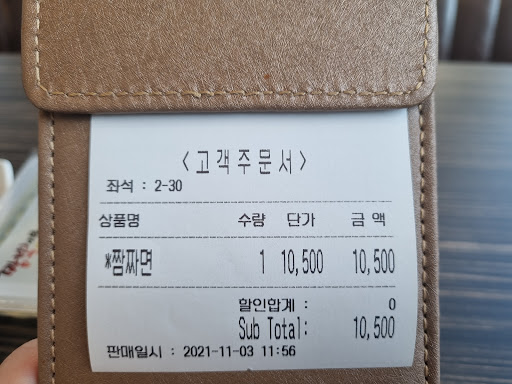 <고객주문서>
좌석 : 2-30
상품명 수량 단가 금 액
*짬짜면 1 10,500 10,500
할인합계 : 0
Sub Total: 10,500
판매일시 : 2021-11-03 11:56